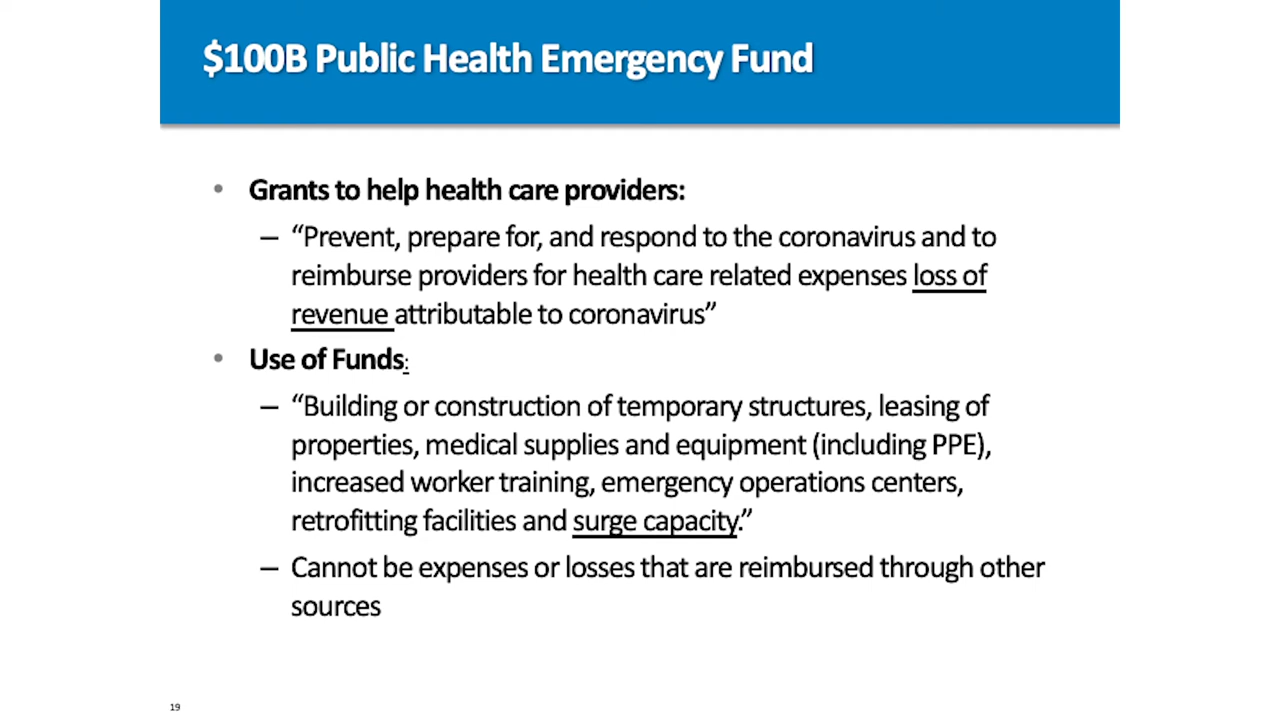 $100B Public Health Emergency Fund
• Grants to help health care providers:
– “Prevent, prepare for, and respond to the coronavirus and to
reimburse providers for health care related expenses loss of
revenue attributable to coronavirus”
• Use of Funds:
– “Building or construction of temporary structures, leasing of
properties, medical supplies and equipment (including PPE),
increased worker training, emergency operations centers,
retrofitting facilities and surge capacity.”
– Cannot be expenses or losses that are reimbursed through other
sources
19